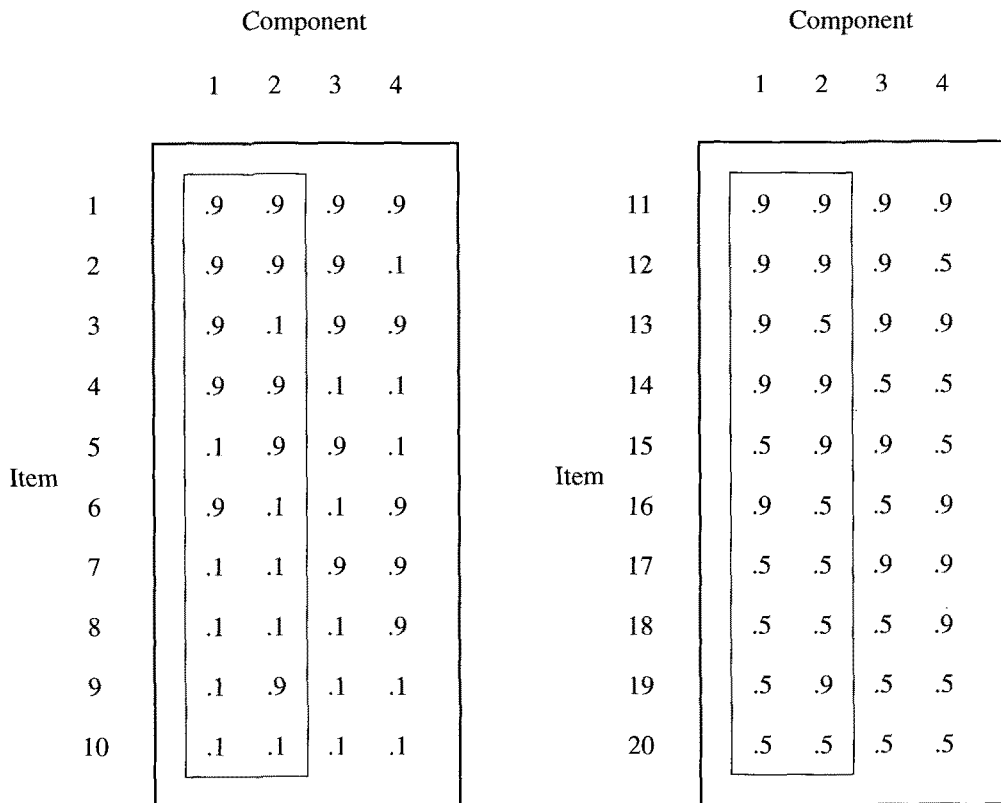 Component
1 2 3 4
1 .9 .9 .9 .9
2 .9 .9 .9 .1
3 .9 .1 .9 .9
4 .9 .9 .1 .1
5 .1 .9 .9 .1
Item
6 .9 .1 .1 .9
7 .1 .1 .9 .9
8 .1 .1 .1 .9
9 .1 .9 .1 .1
10 .1 .1 .1 .1
Component
1 2 3 4
11 .9 .9 .9 .9
12 .9 .9 .9 .5
13 .9 .5 .9 .9
14 .9 .9 .5 .5
15 .5 .9 .9 .5
Item
16 .9 .5 .5 .9
17 .5 .5 .9 .9
18 .5 .5 .5 .9
19 .5 .9 .5 .5
20 .5 .5 .5 .5